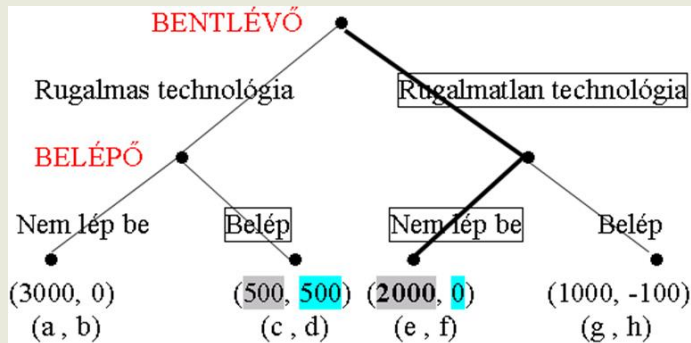 BENTLÉVŐ
Rugalmas technológia Rugalmatlan technológia
BELÉPŐ
Nem lép be Belép Nem lép be Belép
(3000, 0) (500, 500) (2000, 0) (1000, -100)
(a , b) (c , d) (e , f) (g , h)